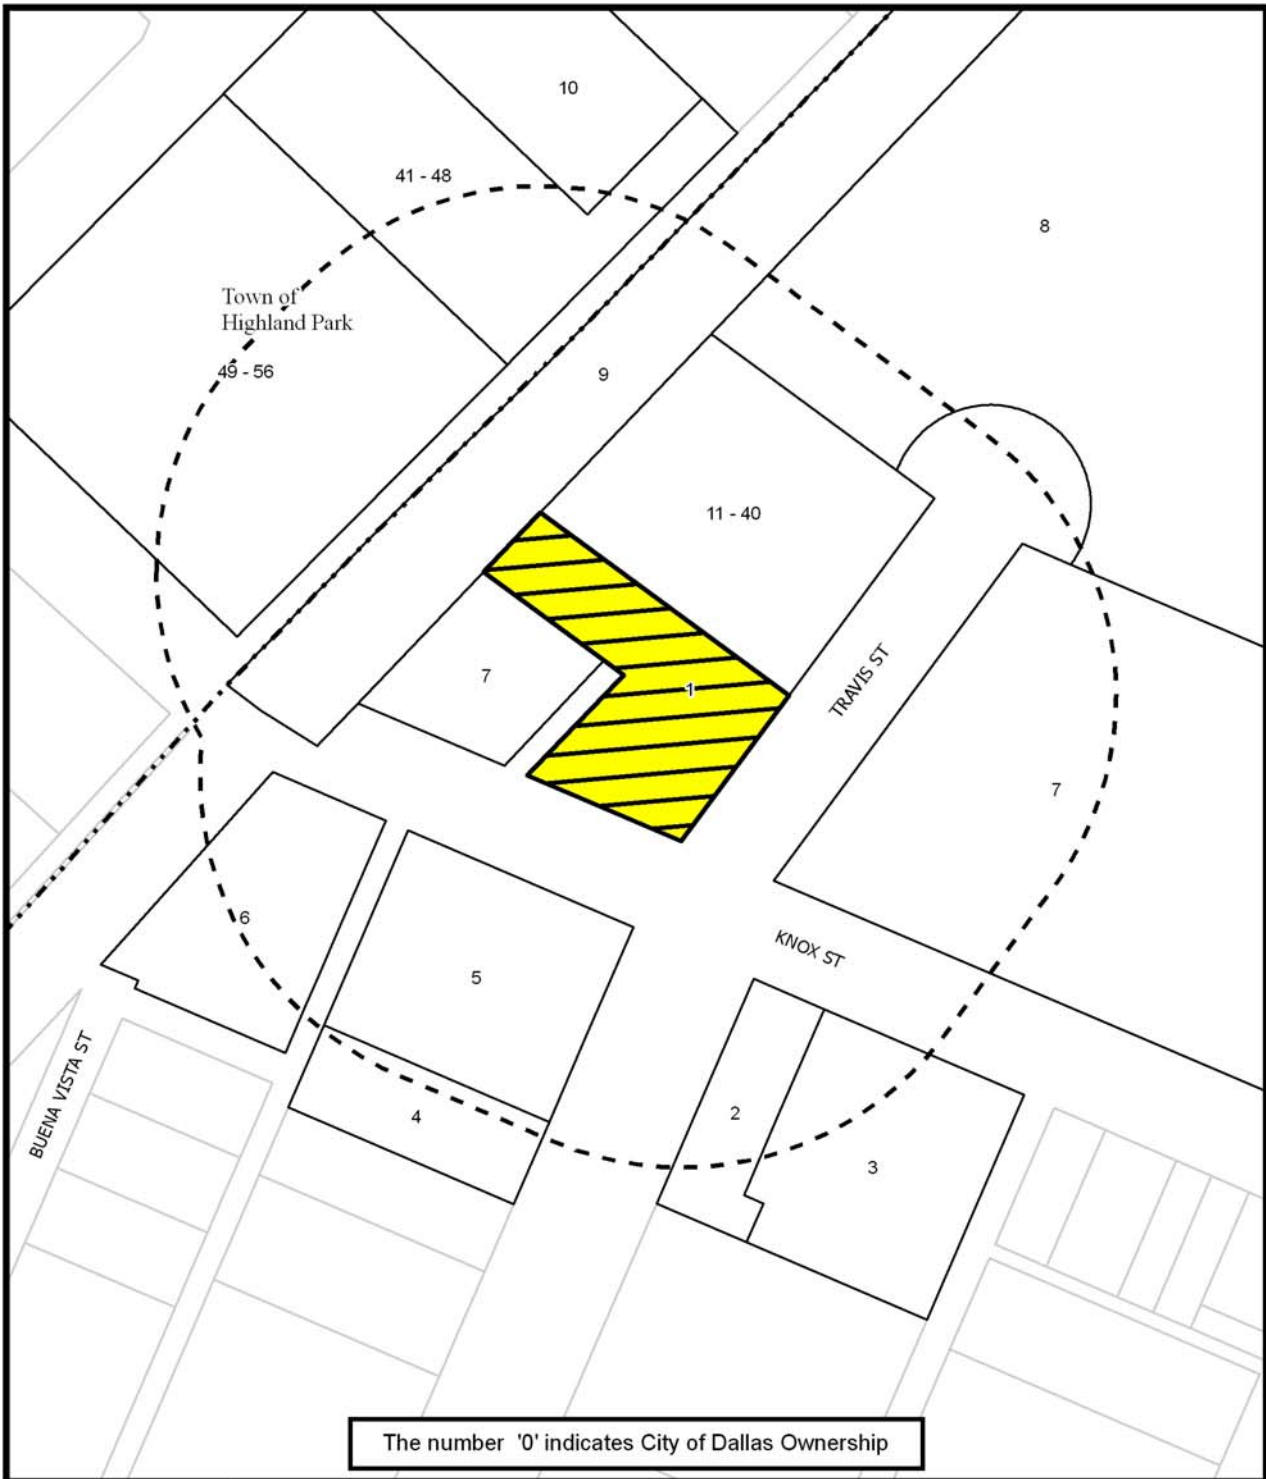 10
41 - 48
8
Town of
Highland Park
49 - 56
9
11 - 40
7
1
TRAVIS ST
7
6
5
KNOX ST
BUENA VISTA ST
4
2
3
The number '0' indicates City of Dallas Ownership